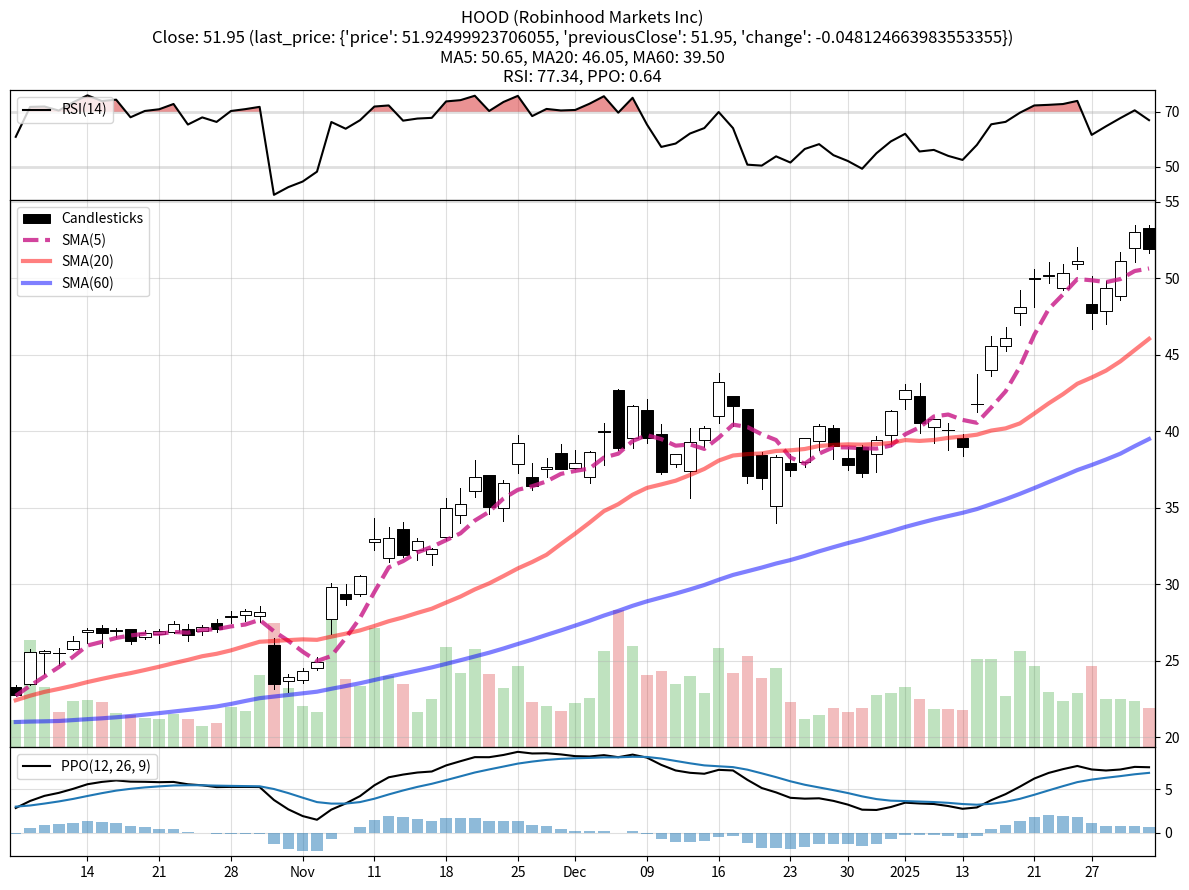 HOOD (Robinhood Markets Inc)
Close: 51.95 (last_price: {'price': 51.92499923706055, 'previousClose': 51.95, 'change': -0.048124663983553355})
MA5: 50.65, MA20: 46.05, MA60: 39.50
RSI: 77.34, PPO: 0.64
RSI(14)
70
50
55
Candlesticks
SMA(5)
SMA(20)
SMA(60)
50
45
40
35
30
25
20
PPO(12, 26, 9)
5
0
14 21 28 Nov 11 18 25 Dec 09 16 23 30 2025 13 21 27